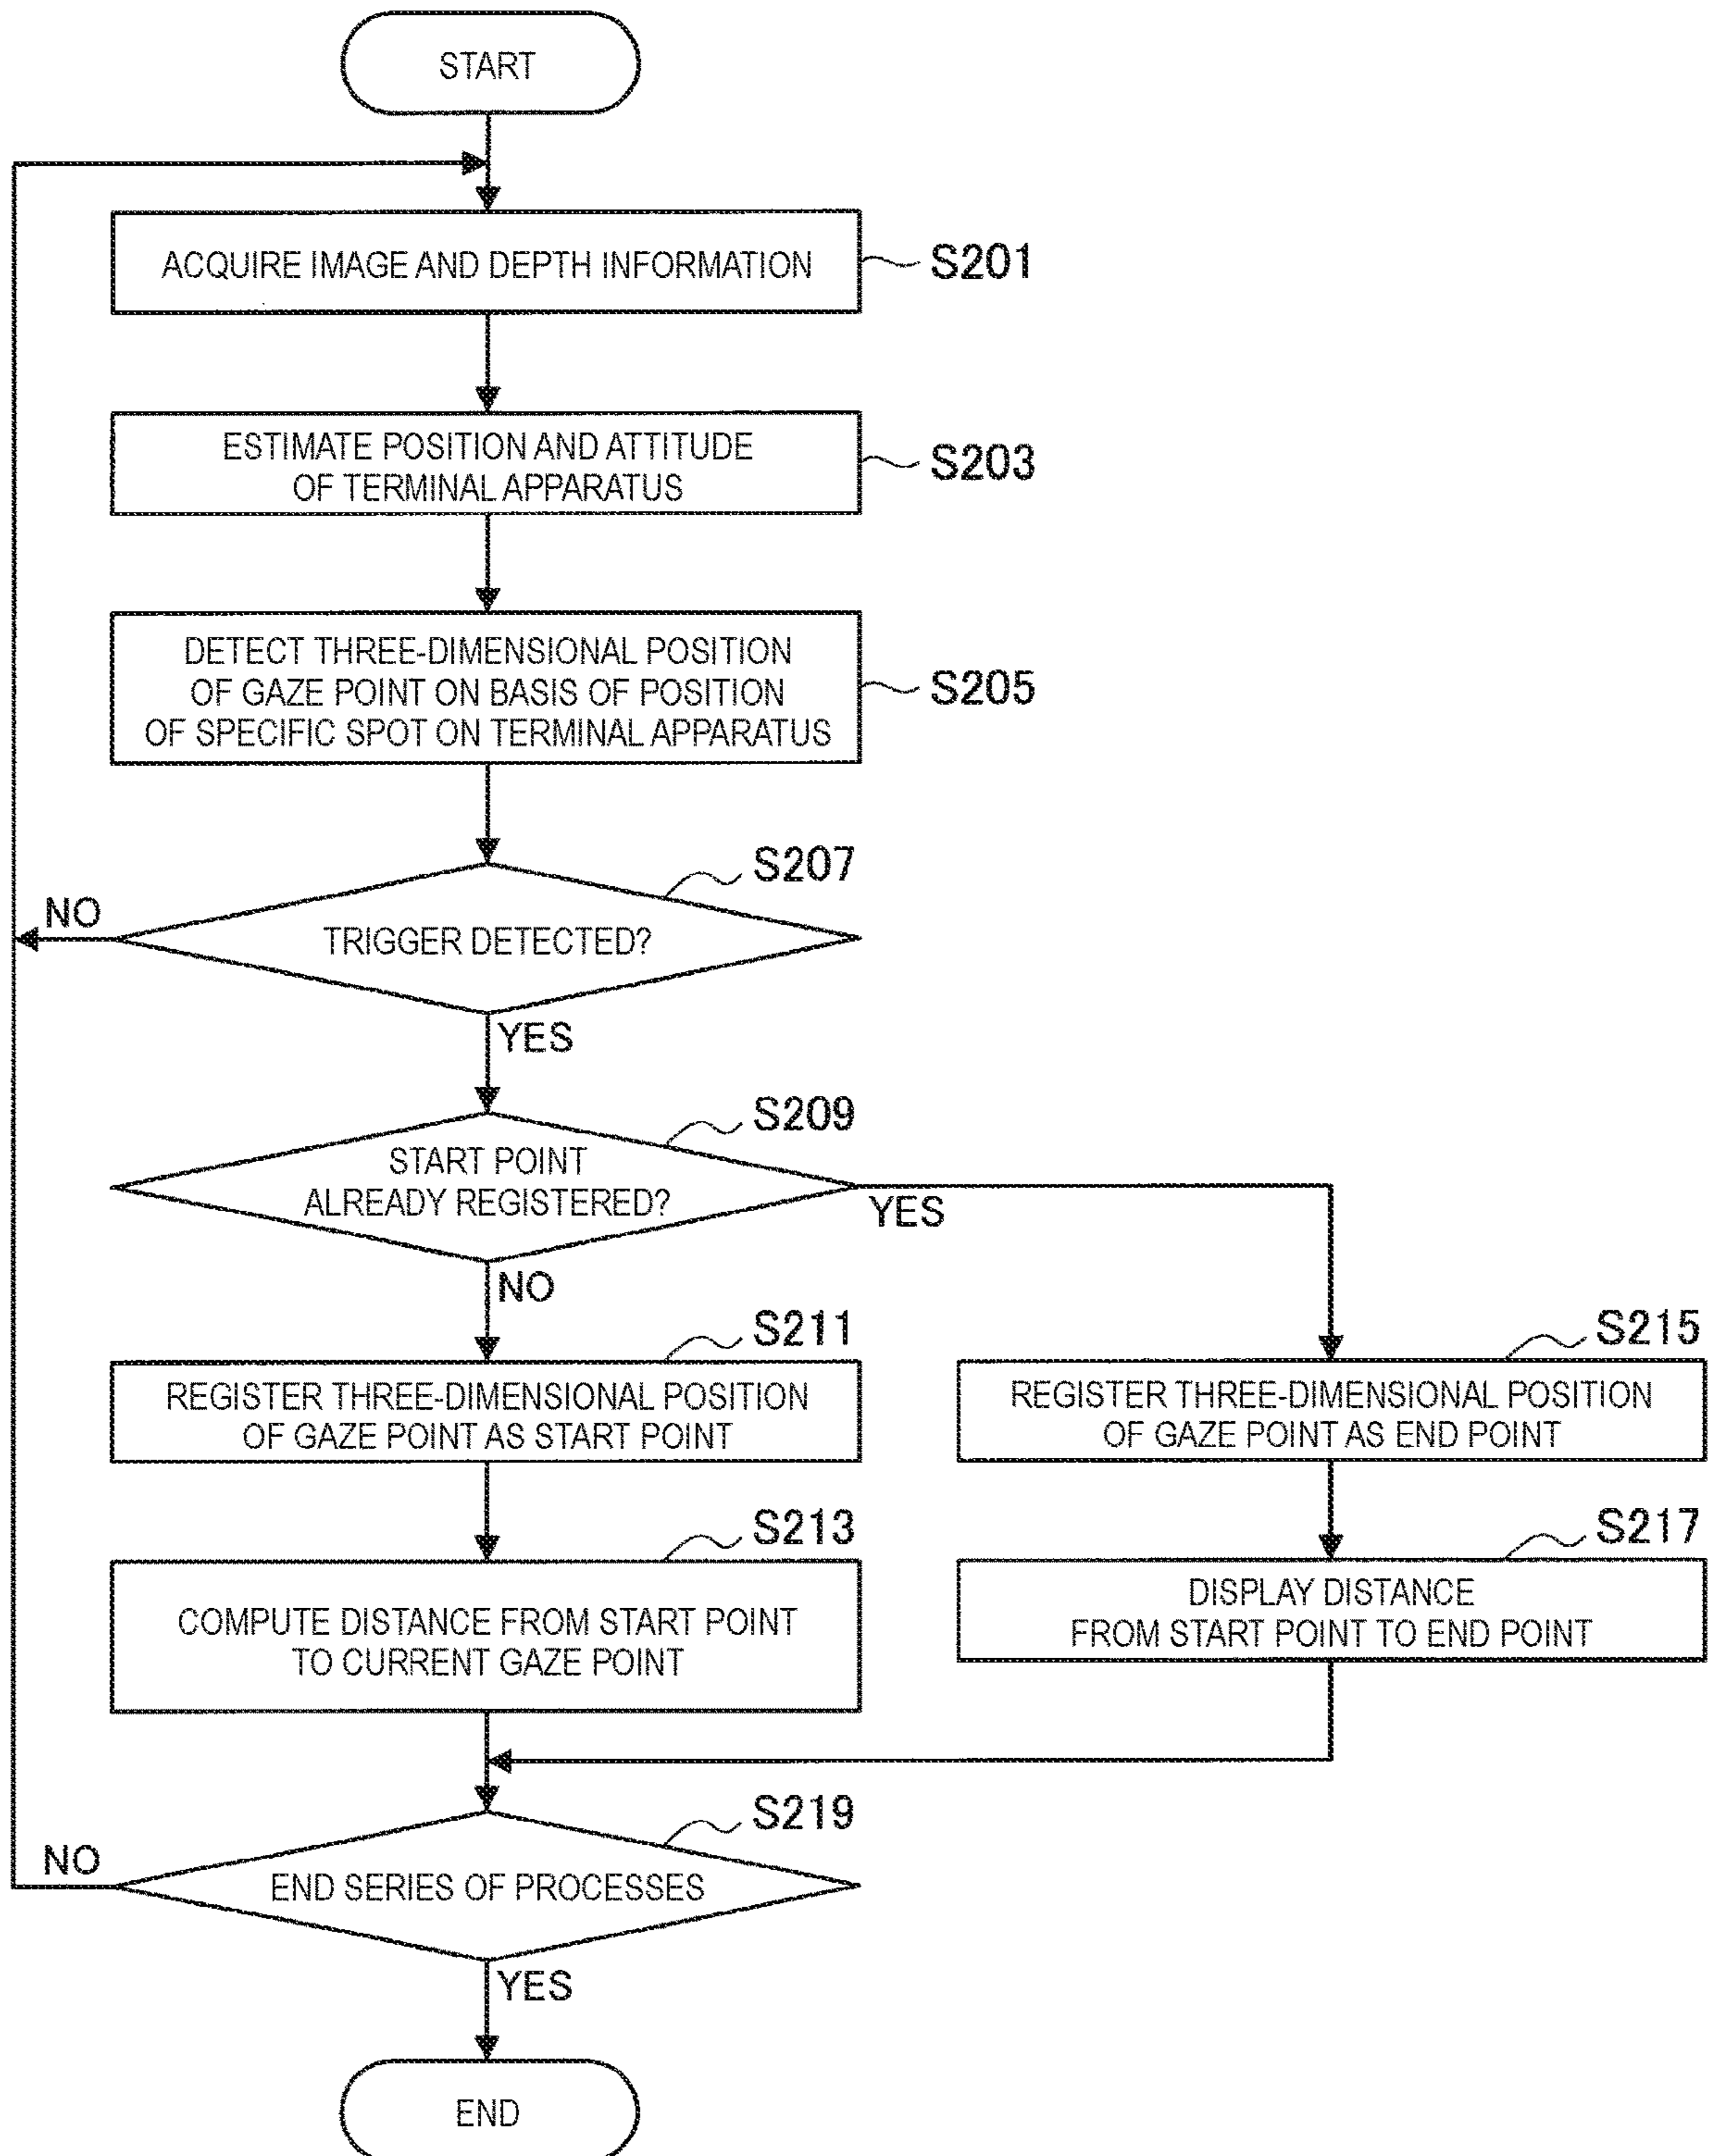 START
ACQUIRE IMAGE AND DEPTH INFORMATION
S201
ESTIMATE POSITION AND ATTITUDE
OF TERMINAL APPARATUS
S203
DETECT THREE-DIMENSIONAL POSITION
OF GAZE POINT ON BASIS OF POSITION
OF SPECIFIC SPOT ON TERMINAL APPARATUS
S205
S207
NO
TRIGGER DETECTED?
YES
S209
START POINT
ALREADY REGISTERED?
YES
NO
S211
REGISTER THREE-DIMENSIONAL POSITION
OF GAZE POINT AS START POINT
S215
REGISTER THREE-DIMENSIONAL POSITION
OF GAZE POINT AS END POINT
S213
COMPUTE DISTANCE FROM START POINT
TO CURRENT GAZE POINT
S217
DISPLAY DISTANCE
FROM START POINT TO END POINT
S219
NO
END SERIES OF PROCESSES
YES
END